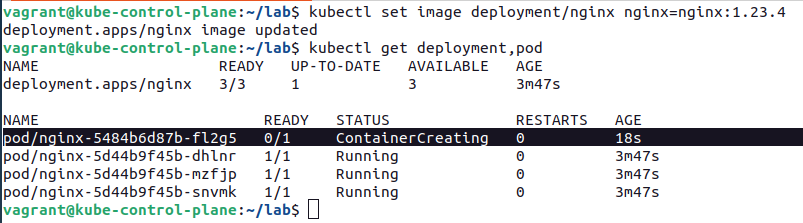 vagrant@kube-control-plane:~/lab$ kubectl set image deployment/nginx nginx=nginx:1.23.4
deployment.apps/nginx image updated
vagrant@kube-control-plane:~/lab$ kubectl get deployment,pod
NAME                    READY   UP-TO-DATE   AVAILABLE   AGE
deployment.apps/nginx   3/3     1            3           3m47s

NAME                         READY   STATUS              RESTARTS   AGE
pod/nginx-5484b6d87b-fl2g5   0/1     ContainerCreating   0          18s
pod/nginx-5d44b9f45b-dhlnr   1/1     Running             0          3m47s
pod/nginx-5d44b9f45b-mzfjp   1/1     Running             0          3m47s
pod/nginx-5d44b9f45b-snvmk   1/1     Running             0          3m47s
vagrant@kube-control-plane:~/lab$